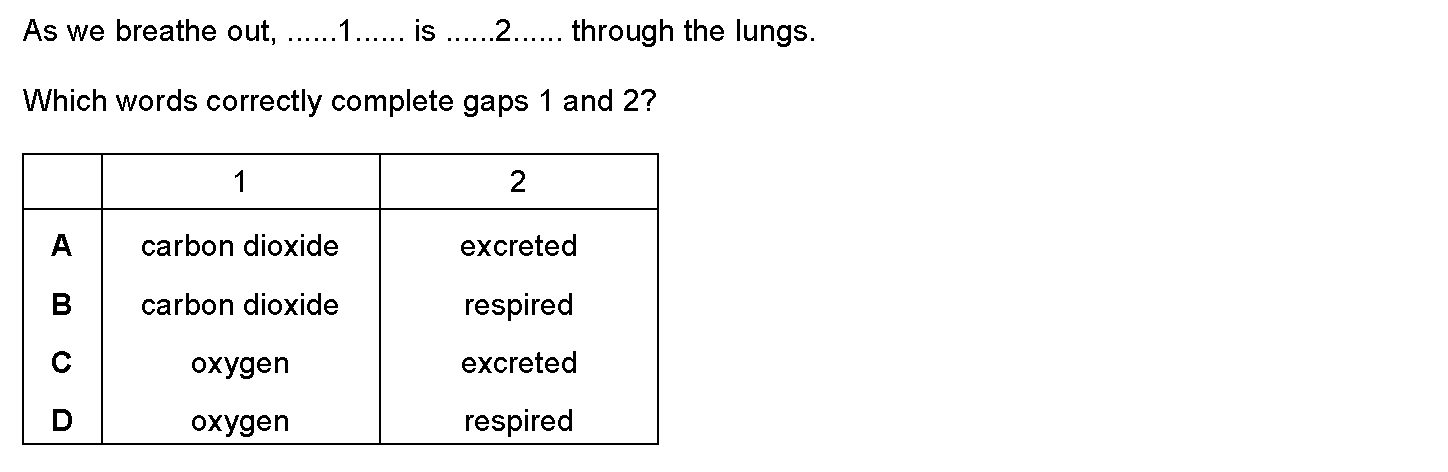 As we breathe out, ......1...... is ......2...... through the lungs.
Which words correctly complete gaps 1 and 2?
1 2
A carbon dioxide excreted
B carbon dioxide respired
C oxygen excreted
D oxygen respired